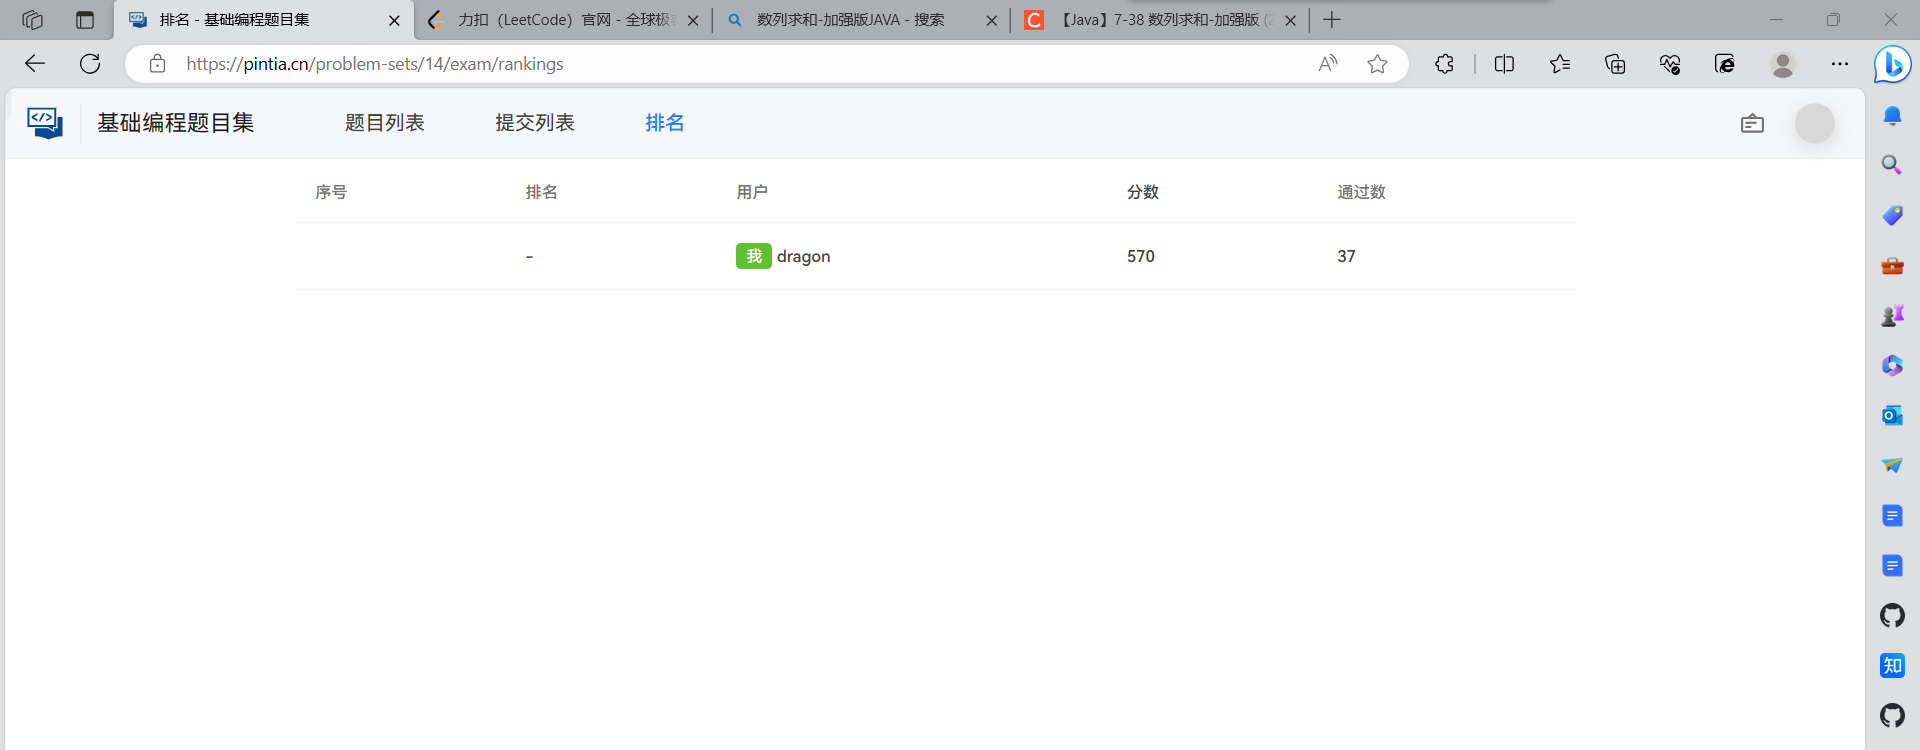 排名 - 基础编程题目集
力扣（LeetCode）官网 - 全球极
数列求和-加强版JAVA - 搜索
C 【Java】7-38 数列求和-加强版 (2
https://pintia.cn/problem-sets/14/exam/rankings
基础编程题目集 题目列表 提交列表 排名
序号 排名 用户 分数 通过数
- 我 dragon 570 37
知